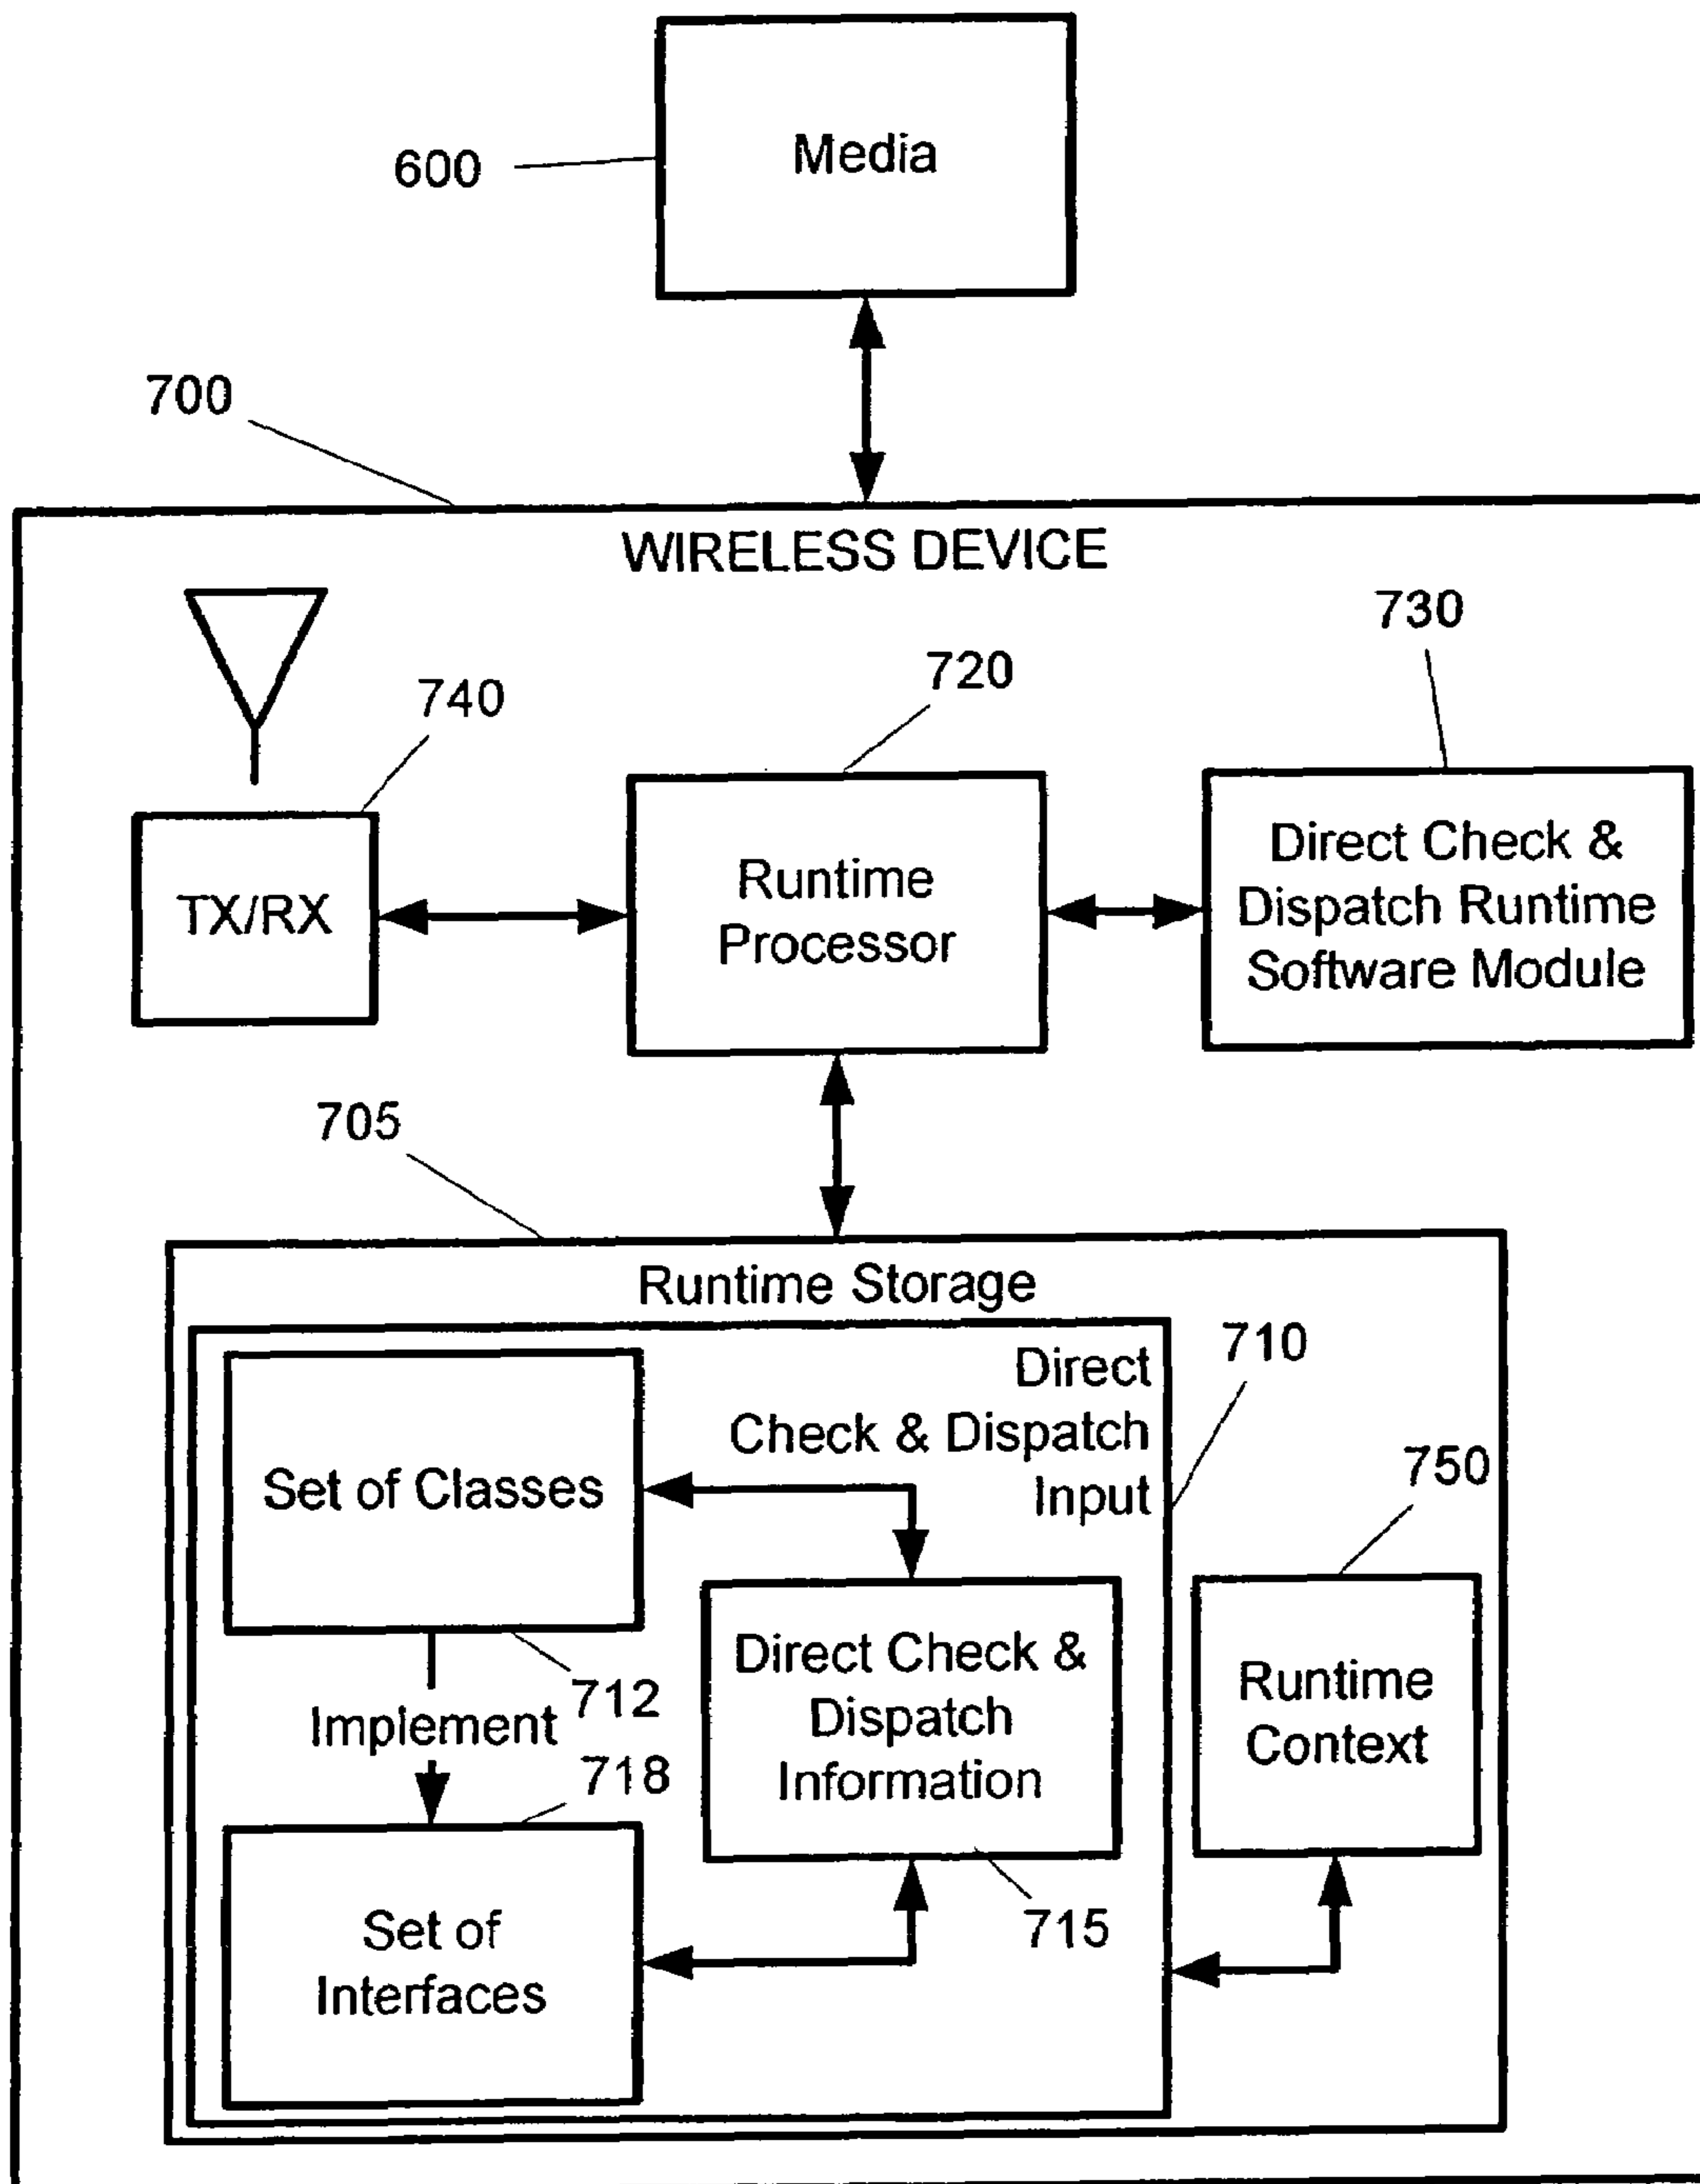 Media
600
700
WIRELESS DEVICE
730
720
740
TX/RX
Runtime
Processor
Direct Check &
Dispatch Runtime
Software Module
705
Runtime Storage
710
Direct
Check & Dispatch
Input
Set of Classes
750
712
Direct Check &
Dispatch
Information
Implement
Runtime
Context
718
715
Set of
Interfaces